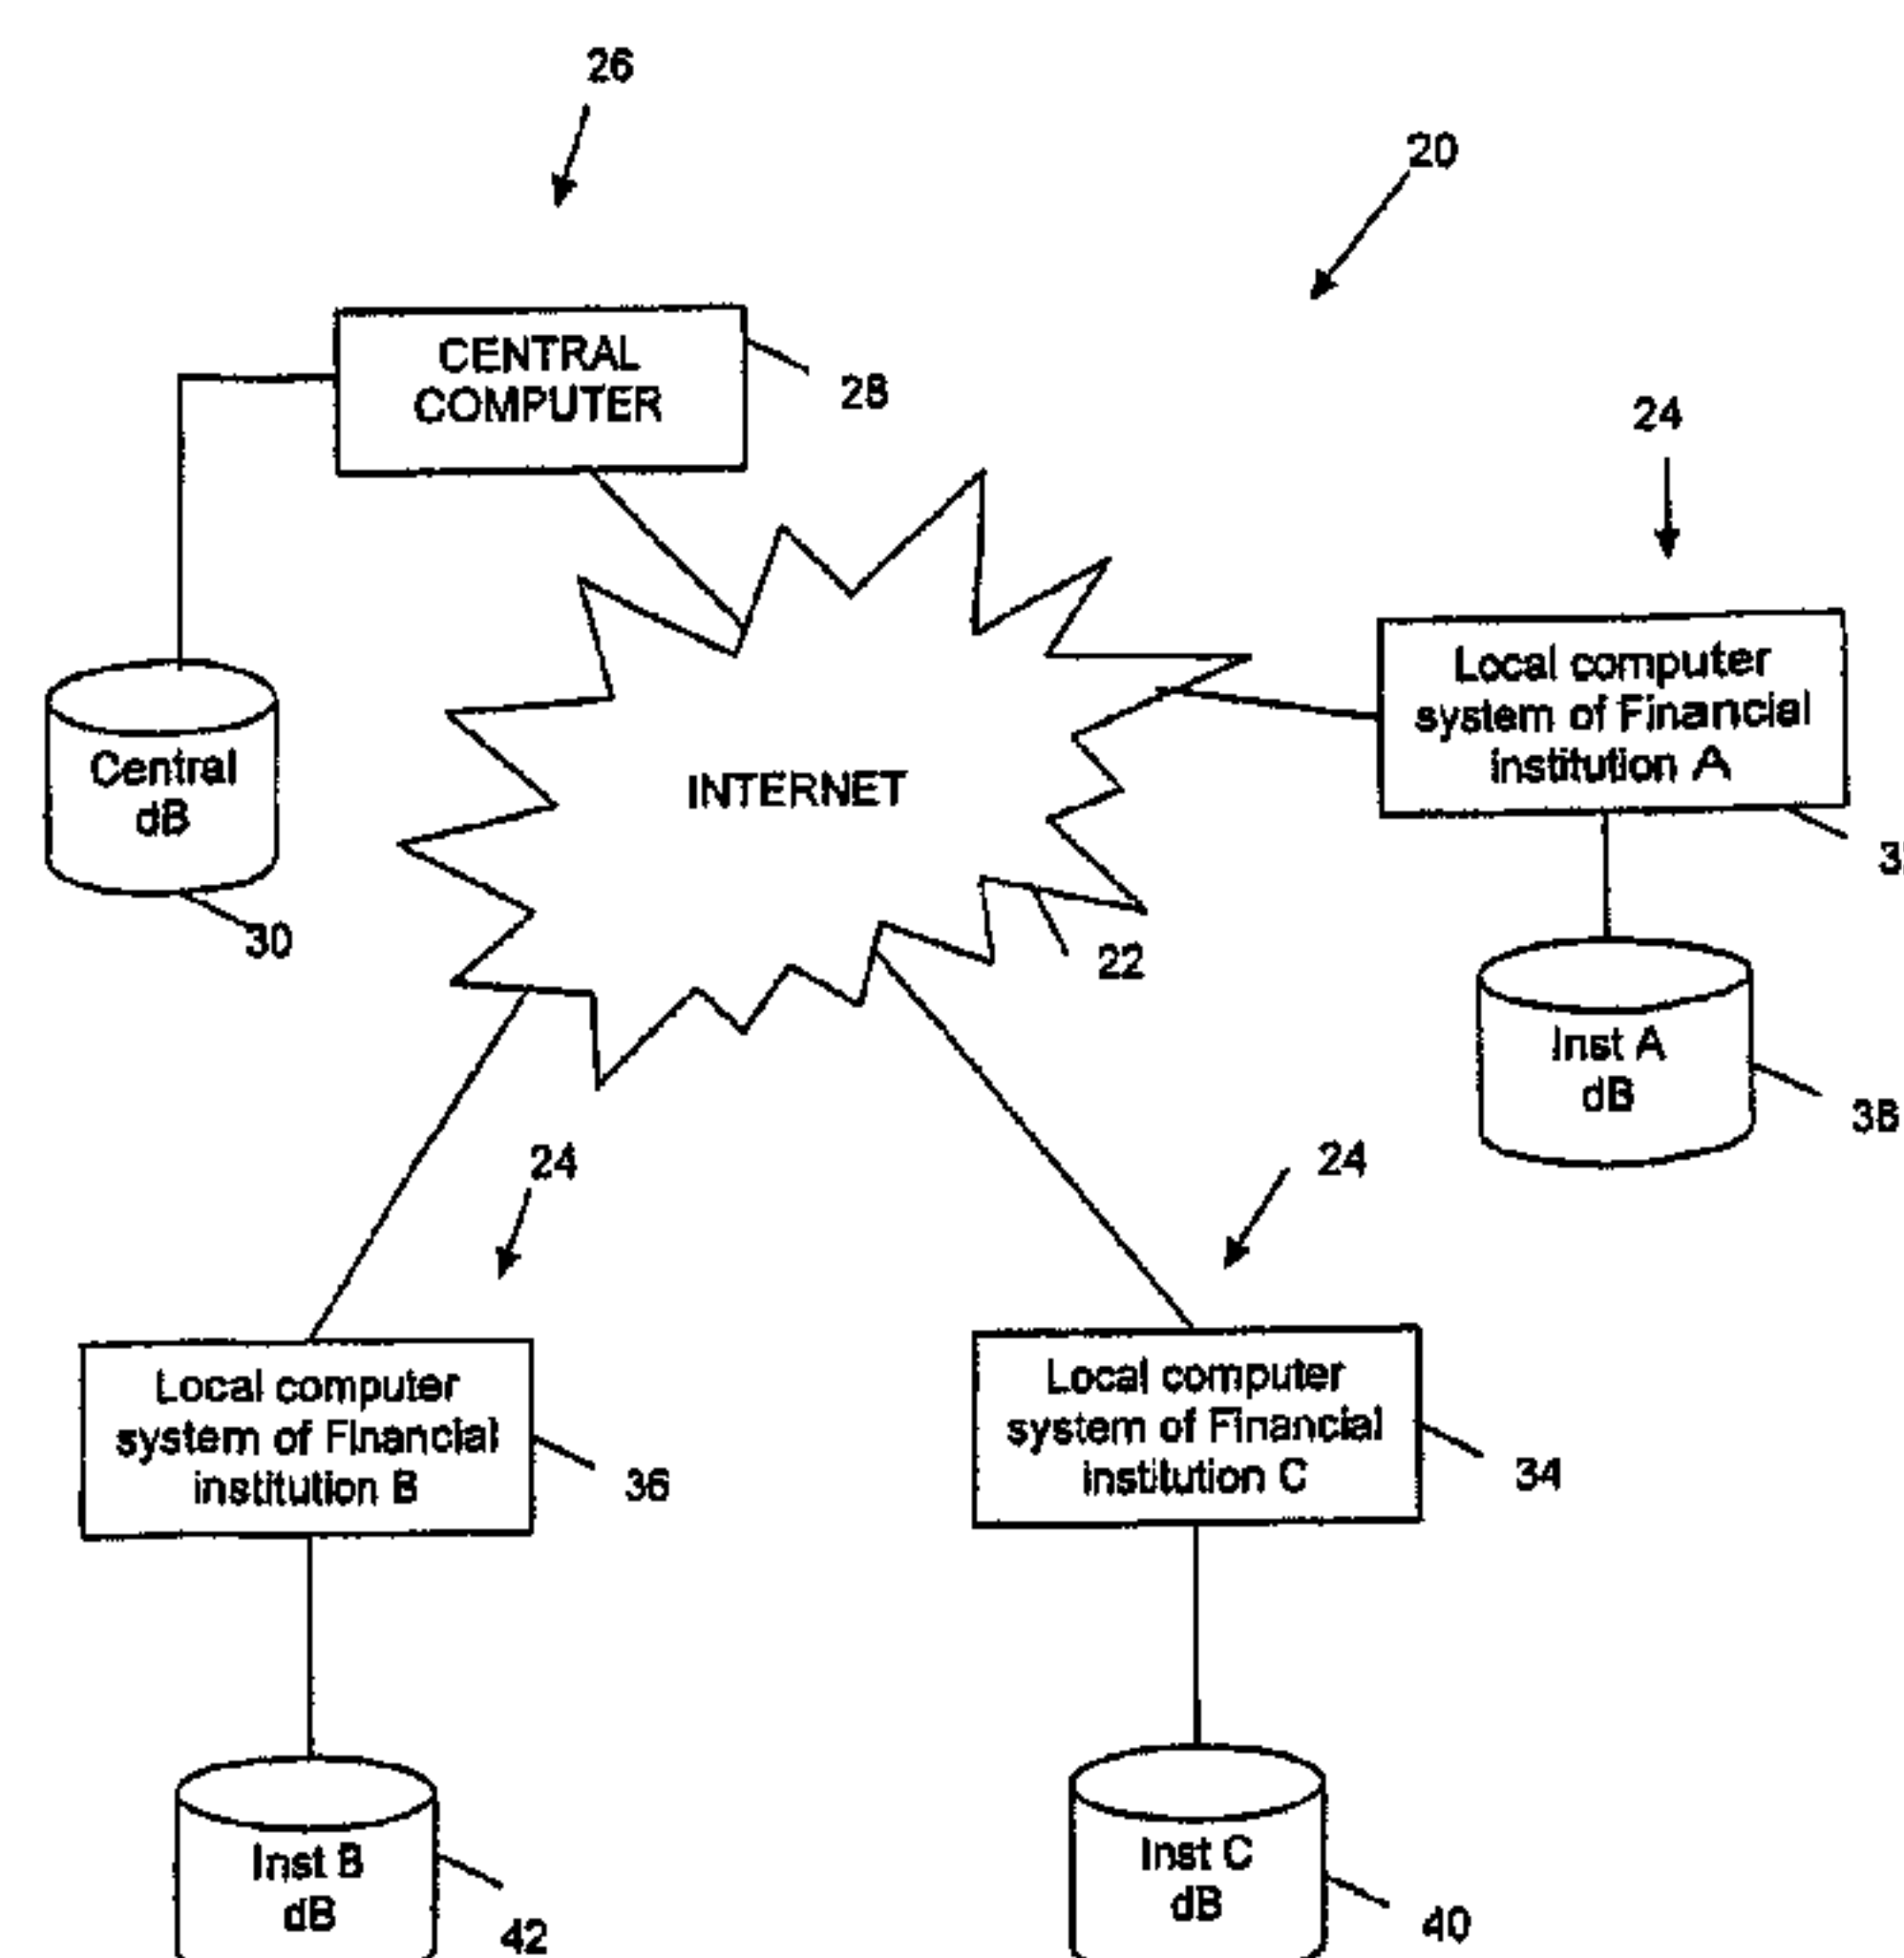 26
20
CENTRAL
COMPUTER
28
24
Local computer
system of Financial
institution A
Central
dB
INTERNET
30
22
Inst A
dB
38
24
24
Local computer
system of Financial
institution B
36
Local computer
system of Financial
institution C
34
Inst B
dB
42
Inst C
dB
40